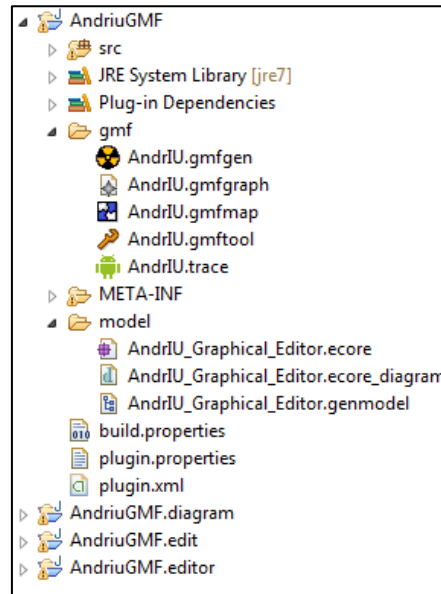 AndriuGMF
src
JRE System Library [jre7]
Plug-in Dependencies
gmf
AndrIU.gmfgen
AndrIU.gmfgraph
AndrIU.gmfmap
AndrIU.gmftool
AndrIU.trace
META-INF
model
AndrIU_Graphical_Editor.ecore
AndrIU_Graphical_Editor.ecore_diagram
AndrIU_Graphical_Editor.genmodel
build.properties
plugin.properties
plugin.xml
AndriuGMF.diagram
AndriuGMF.edit
AndriuGMF.editor